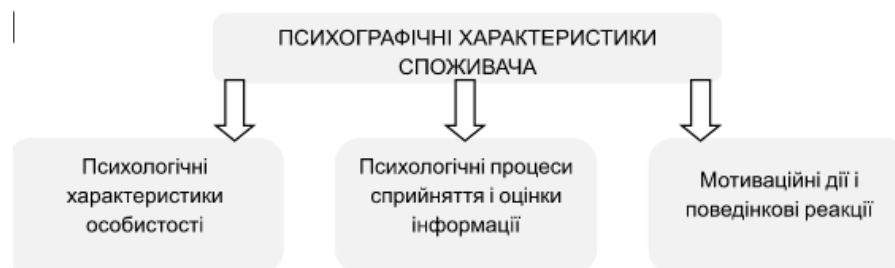 ПСИХОГРАФІЧНІ ХАРАКТЕРИСТИКИ
СПОЖИВАЧА
Психологічні
характеристики
особистості
Психологічні процеси
сприйняття і оцінки
інформації
Мотиваційні дії і
поведінкові реакції